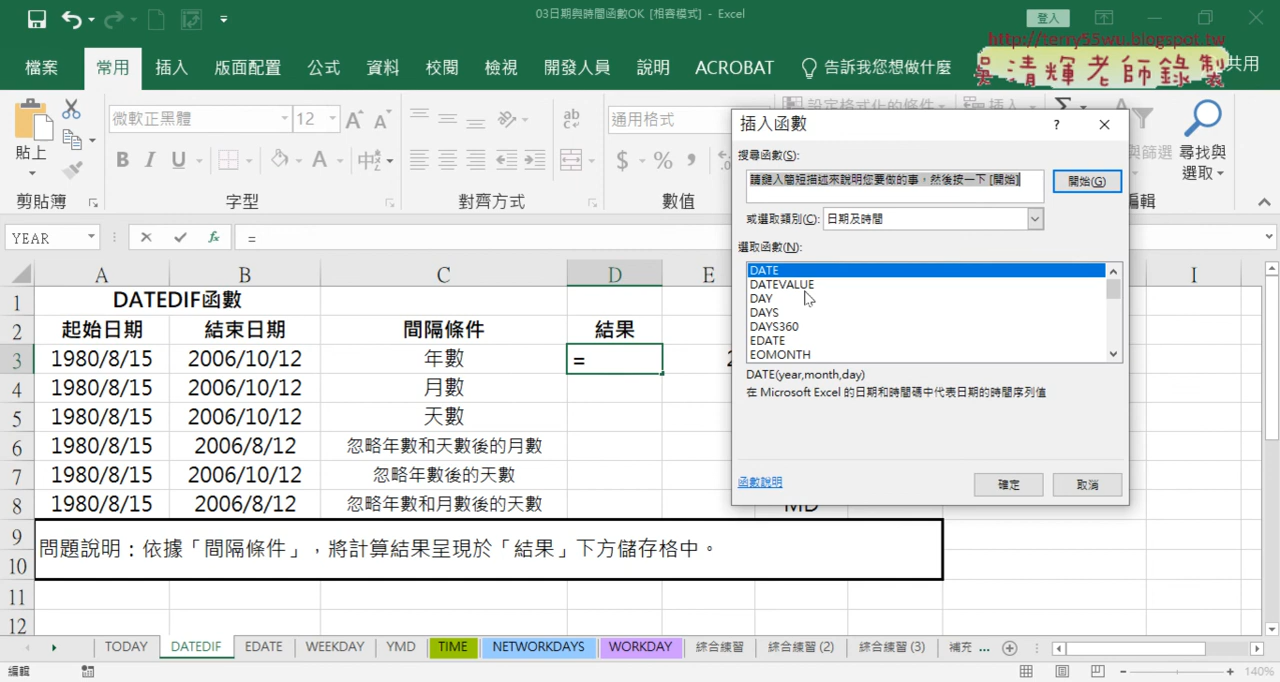 03日期與時間函數OK [相容模式] - Excel
登入
http://terry55wu.blogspot.tw
吳清輝老師錄製
檔案 常用 插入 版面配置 公式 資料 校閱 檢視 開發人員 說明 ACROBAT 告訴我您想做什麼 共用
微軟正黑體 12 通用格式 設定格式化的條件 插入
貼上
B I U A 中 $ % ,
尋找與
選取
剪貼簿 字型 對齊方式 數值 編輯
YEAR fx =
A B C D E I
1 DATEDIF函數
2 起始日期 結束日期 間隔條件 結果
3 1980/8/15 2006/10/12 年數 =
4 1980/8/15 2006/10/12 月數
5 1980/8/15 2006/10/12 天數
6 1980/8/15 2006/8/12 忽略年數和天數後的月數
7 1980/8/15 2006/10/12 忽略年數後的天數
8 1980/8/15 2006/8/12 忽略年數和月數後的天數 MD
9
問題說明：依據「間隔條件」，將計算結果呈現於「結果」下方儲存格中。
10
11
12
插入函數 ? ×
搜尋函數(S):
請鍵入簡短描述來說明您要做的事，然後按一下 [開始]
開始(G)
或選取類別(C): 日期及時間
選取函數(N):
DATE
DATEVALUE
DAY
DAYS
DAYS360
EDATE
EOMONTH
DATE(year,month,day)
在 Microsoft Excel 的日期和時間碼中代表日期的時間序列值
函數說明 確定 取消
TODAY DATEDIF EDATE WEEKDAY YMD TIME NETWORKDAYS WORKDAY 綜合練習 綜合練習 (2) 綜合練習 (3) 補充 ...
編輯 140%